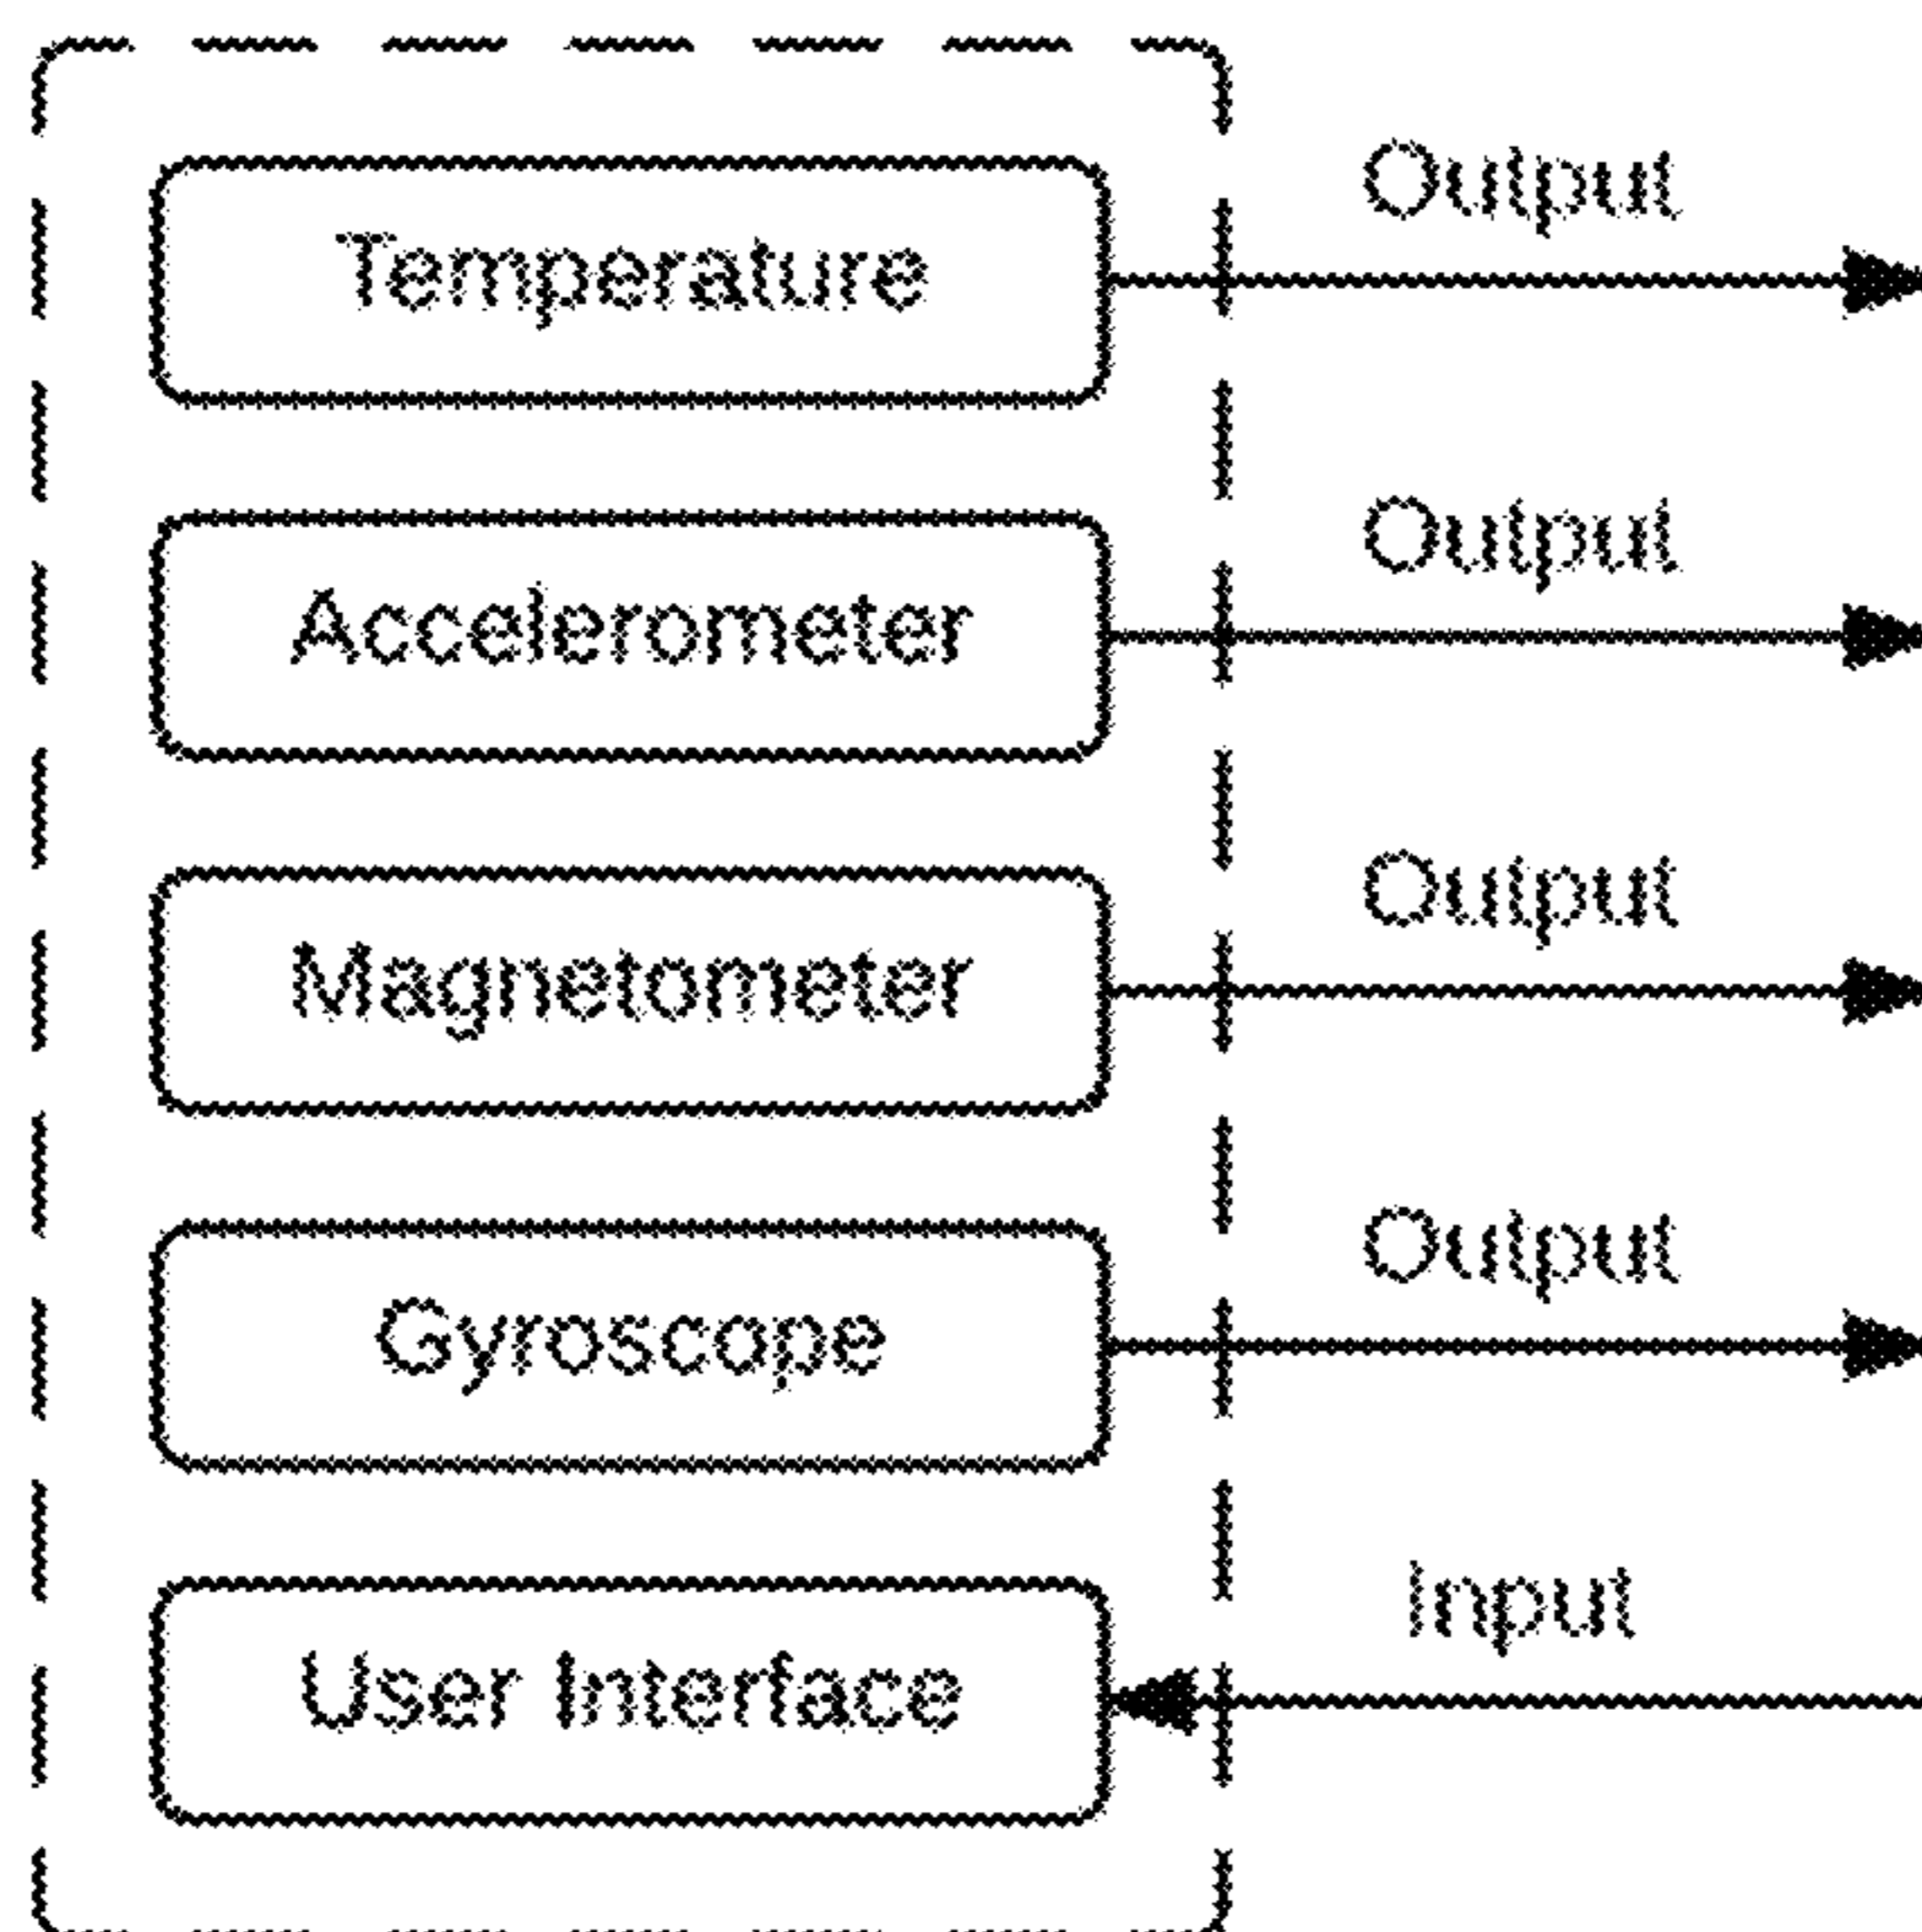 Output
Temperature
Output
Accelerometer
Output
Magnetometer
Output
Gyroscope
Input
User Interface